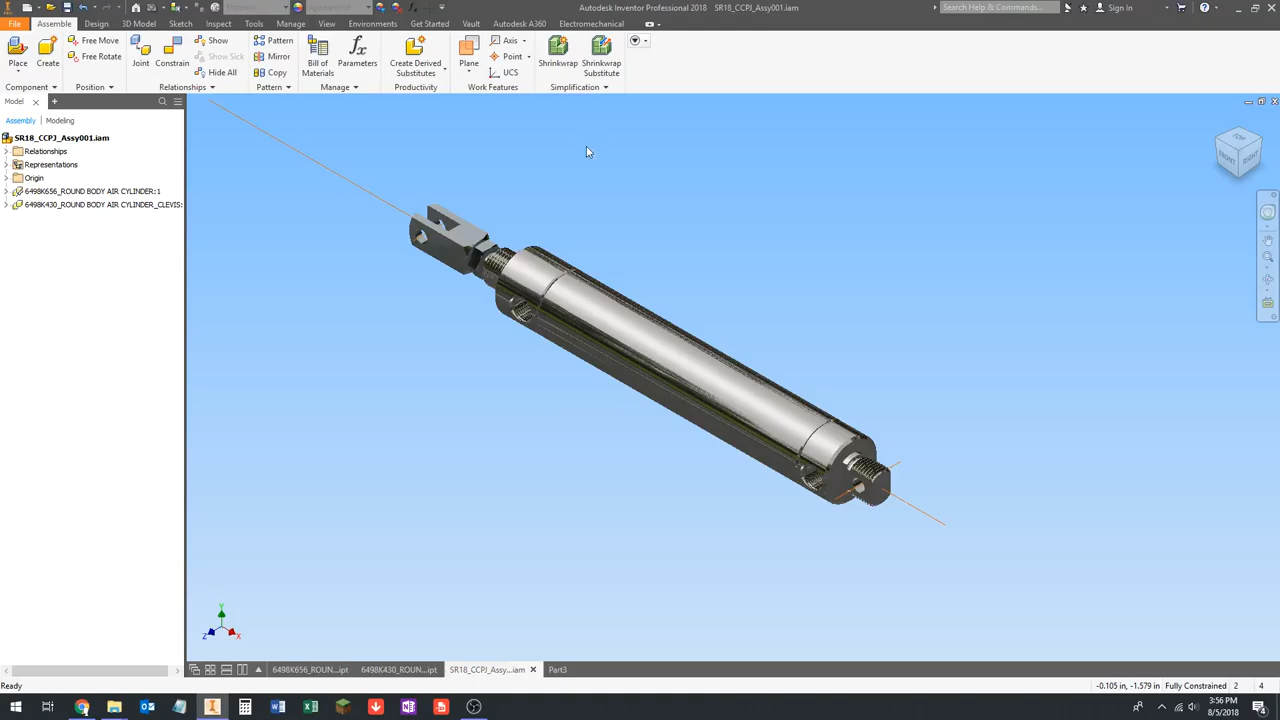 Material
Appearance
Autodesk Inventor Professional 2018 SR18_CCPJ_Assy001.iam
Search Help & Commands...
Sign In
File Assemble Design 3D Model Sketch Inspect Tools Manage View Environments Get Started Vault Autodesk A360 Electromechanical
Place
Create
Component
Free Move
Free Rotate
Position
Joint
Constrain
Show
Show Sick
Hide All
Relationships
Pattern
Mirror
Copy
Pattern
Bill of
Materials
Parameters
Manage
Create Derived
Substitutes
Productivity
Plane
Axis
Point
UCS
Work Features
Shrinkwrap
Shrinkwrap
Substitute
Simplification
Model
Assembly Modeling
SR18_CCPJ_Assy001.iam
Relationships
Representations
Origin
6498K656_ROUND BODY AIR CYLINDER:1
6498K430_ROUND BODY AIR CYLINDER_CLEVIS:
TOP
FRONT
RIGHT
Y
Z
X
6498K656_ROUN...ipt 6498K430_ROUN...ipt SR18_CCPJ_Assy...iam Part3
Ready
-0.105 in, -1.579 in Fully Constrained 2 4
3:56 PM
8/5/2018